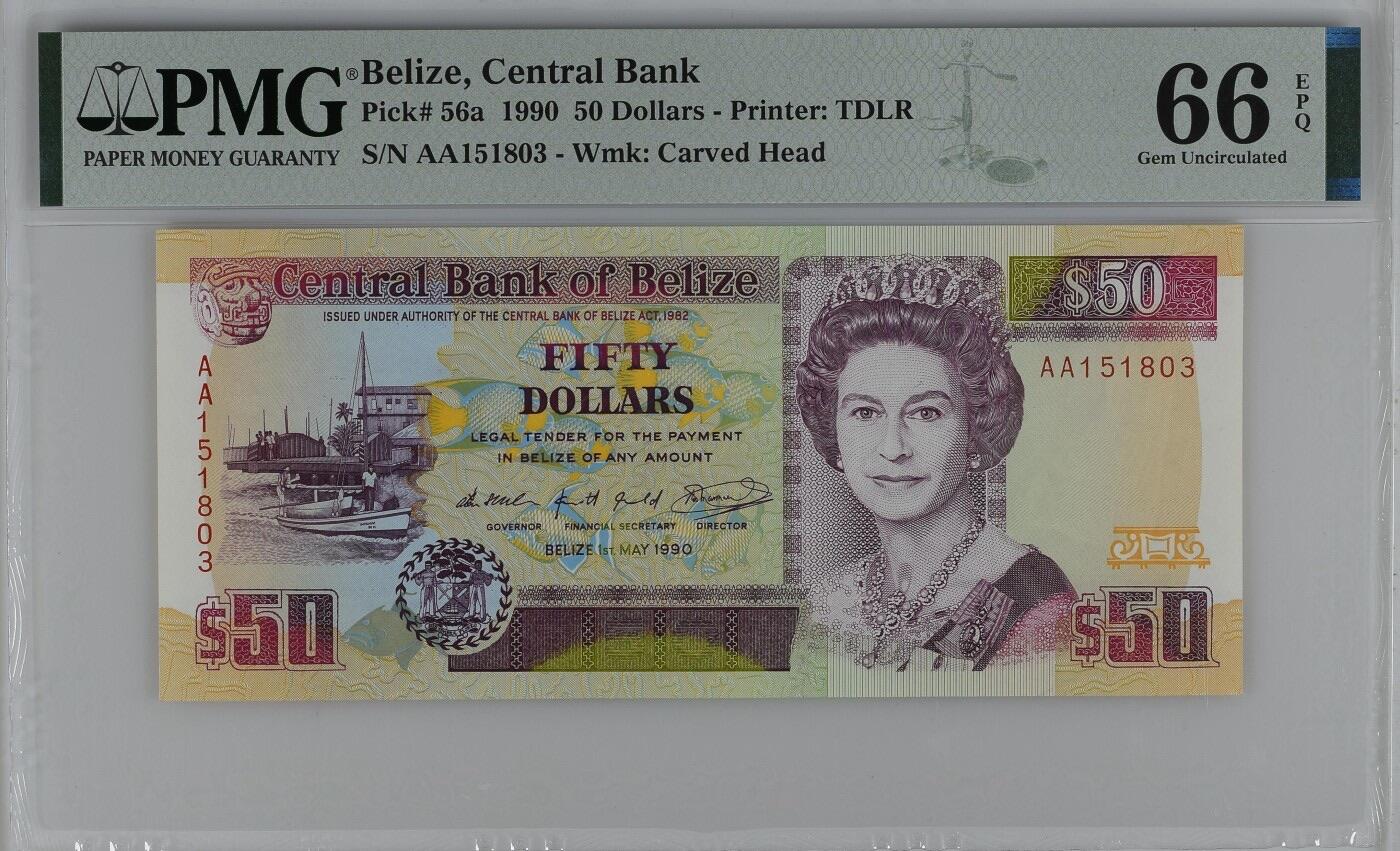 PMG®
PAPER MONEY GUARANTY
Belize, Central Bank
Pick# 56a 1990 50 Dollars - Printer: TDLR
S/N AA151803 - Wmk: Carved Head
66
EPQ
Gem Uncirculated
Central Bank of Belize
ISSUED UNDER AUTHORITY OF THE CENTRAL BANK OF BELIZE ACT, 1982
$50
AA151803
AA151803
FIFTY
DOLLARS
LEGAL TENDER FOR THE PAYMENT
IN BELIZE OF ANY AMOUNT
GOVERNOR FINANCIAL SECRETARY DIRECTOR
BELIZE 1ST. MAY 1990
$50
$50